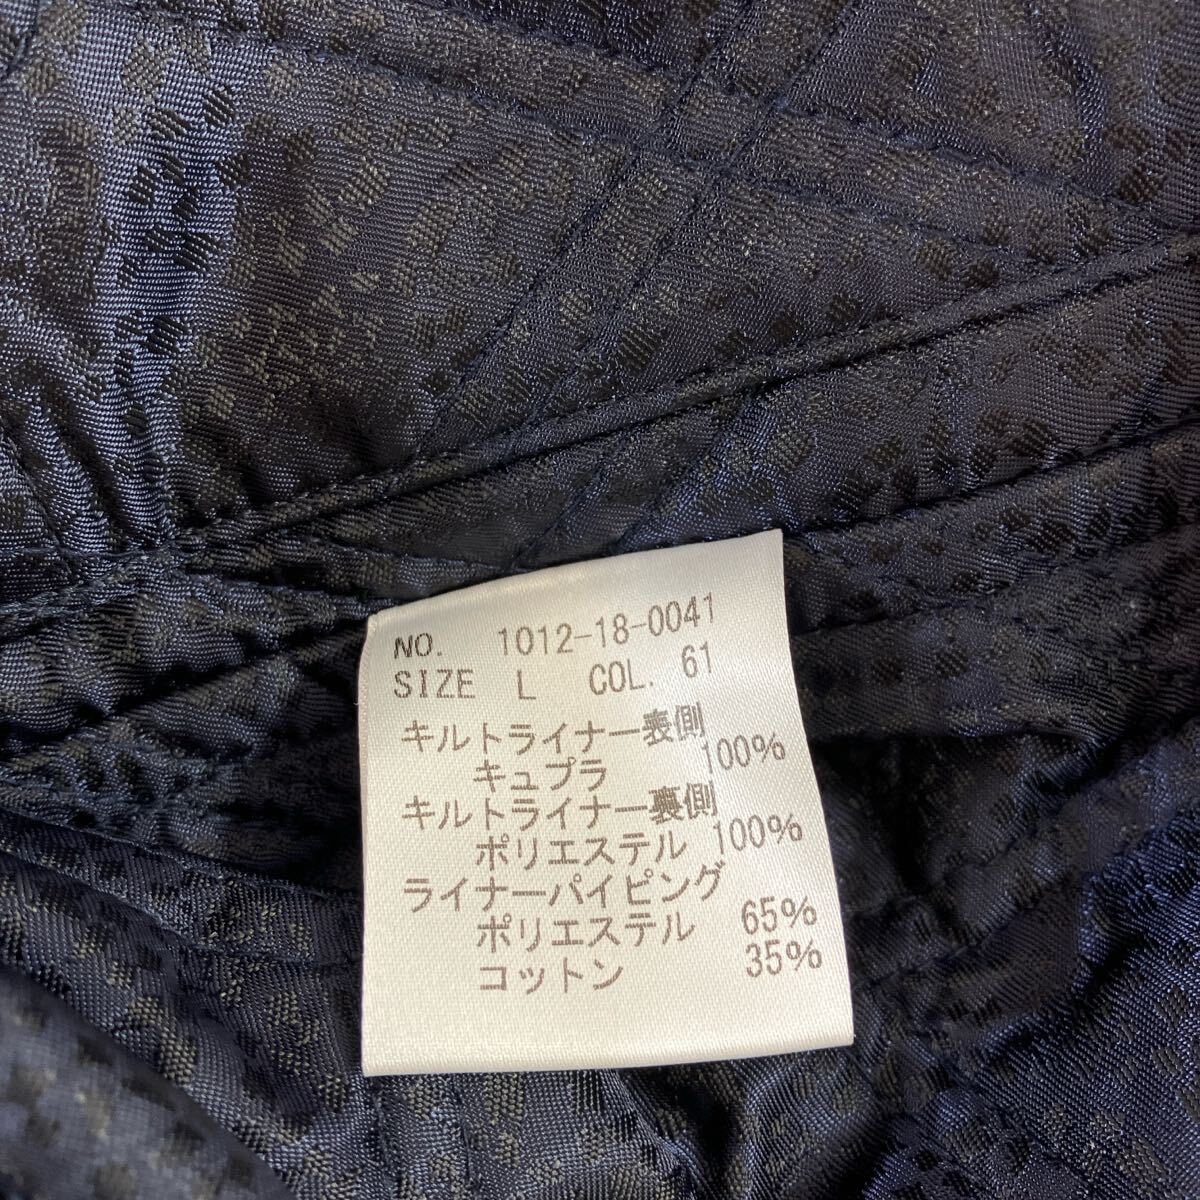 NO. 1012-18-0041
SIZE L COL. 61
キルトライナー表側
キュプラ 100%
キルトライナー裏側
ポリエステル 100%
ライナーパイピング
ポリエステル 65%
コットン 35%